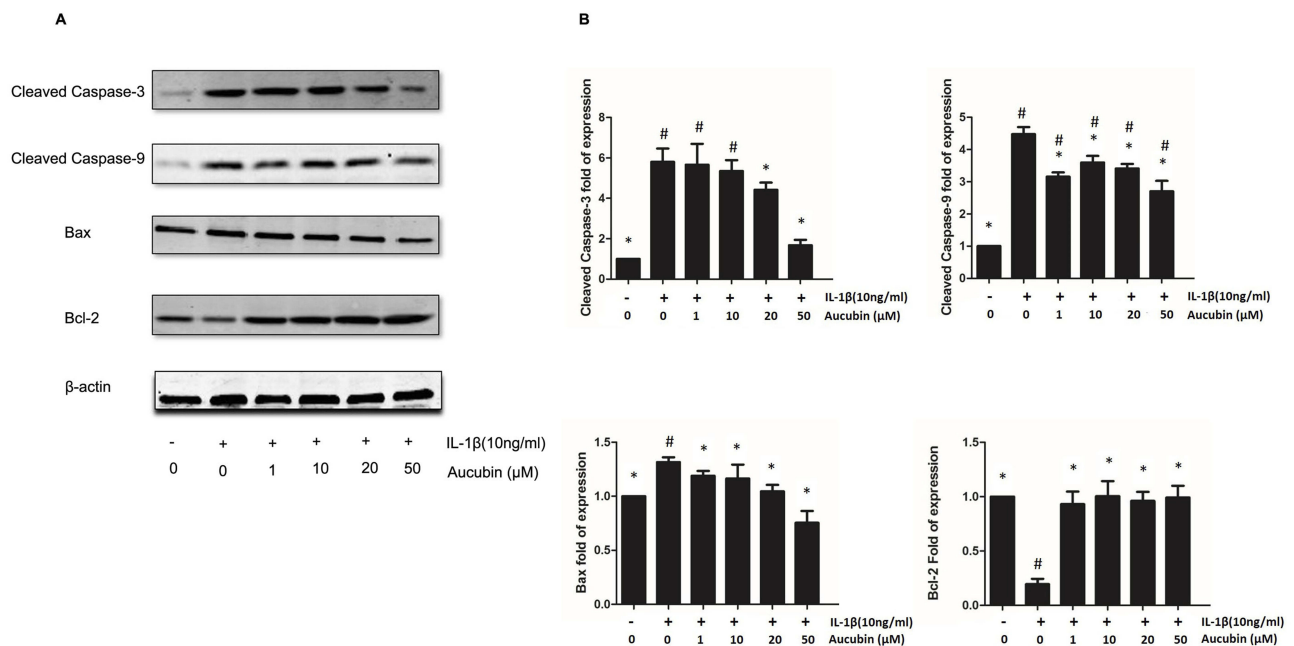 A
B
Cleaved Caspase-3
Cleaved Caspase-9
Bax
Bcl-2
β-actin
- + + + + + IL-1β(10ng/ml)
0 0 1 10 20 50 Aucubin (μM)
Cleaved Caspase-3 fold of expression
8
6
4
2
0
* # # # * *
- + + + + + IL-1β(10ng/ml)
0 0 1 10 20 50 Aucubin (μM)
Cleaved Caspase-9 fold of expression
5
4
3
2
1
0
* # # # # #
* * * *
- + + + + + IL-1β(10ng/ml)
0 0 1 10 20 50 Aucubin (μM)
Bax fold of expression
1.5
1.0
0.5
0.0
* # * * * *
- + + + + + IL-1β(10ng/ml)
0 0 1 10 20 50 Aucubin (μM)
Bcl-2 Fold of expression
1.5
1.0
0.5
0.0
* # * * * *
- + + + + + IL-1β(10ng/ml)
0 0 1 10 20 50 Aucubin (μM)